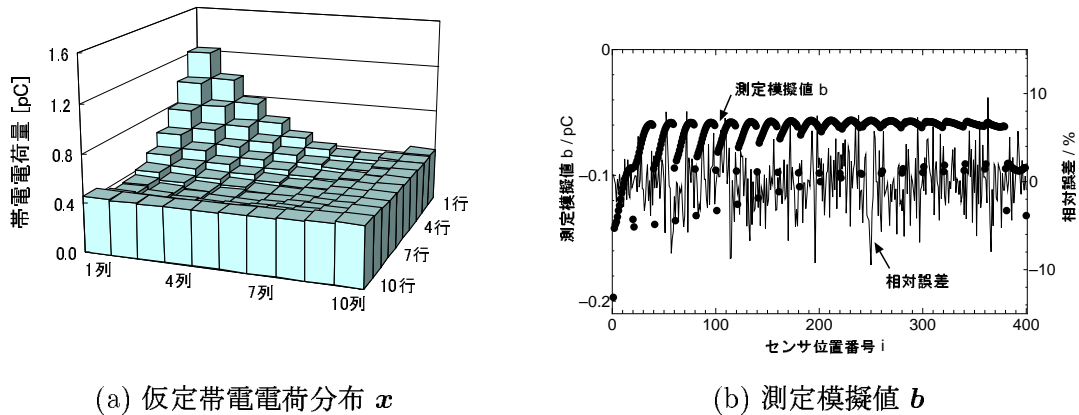 帯電電荷量 [pC]
1.6
1.2
0.8
0.4
0.0
1列
4列
7列
10列
1行
4行
7行
10行
(a) 仮定帯電電荷分布 x
測定模擬値 b / pC
0
−0.1
−0.2
測定模擬値 b
相対誤差
10
0
−10
相対誤差 / %
0
100
200
300
400
センサ位置番号 i
(b) 測定模擬値 b